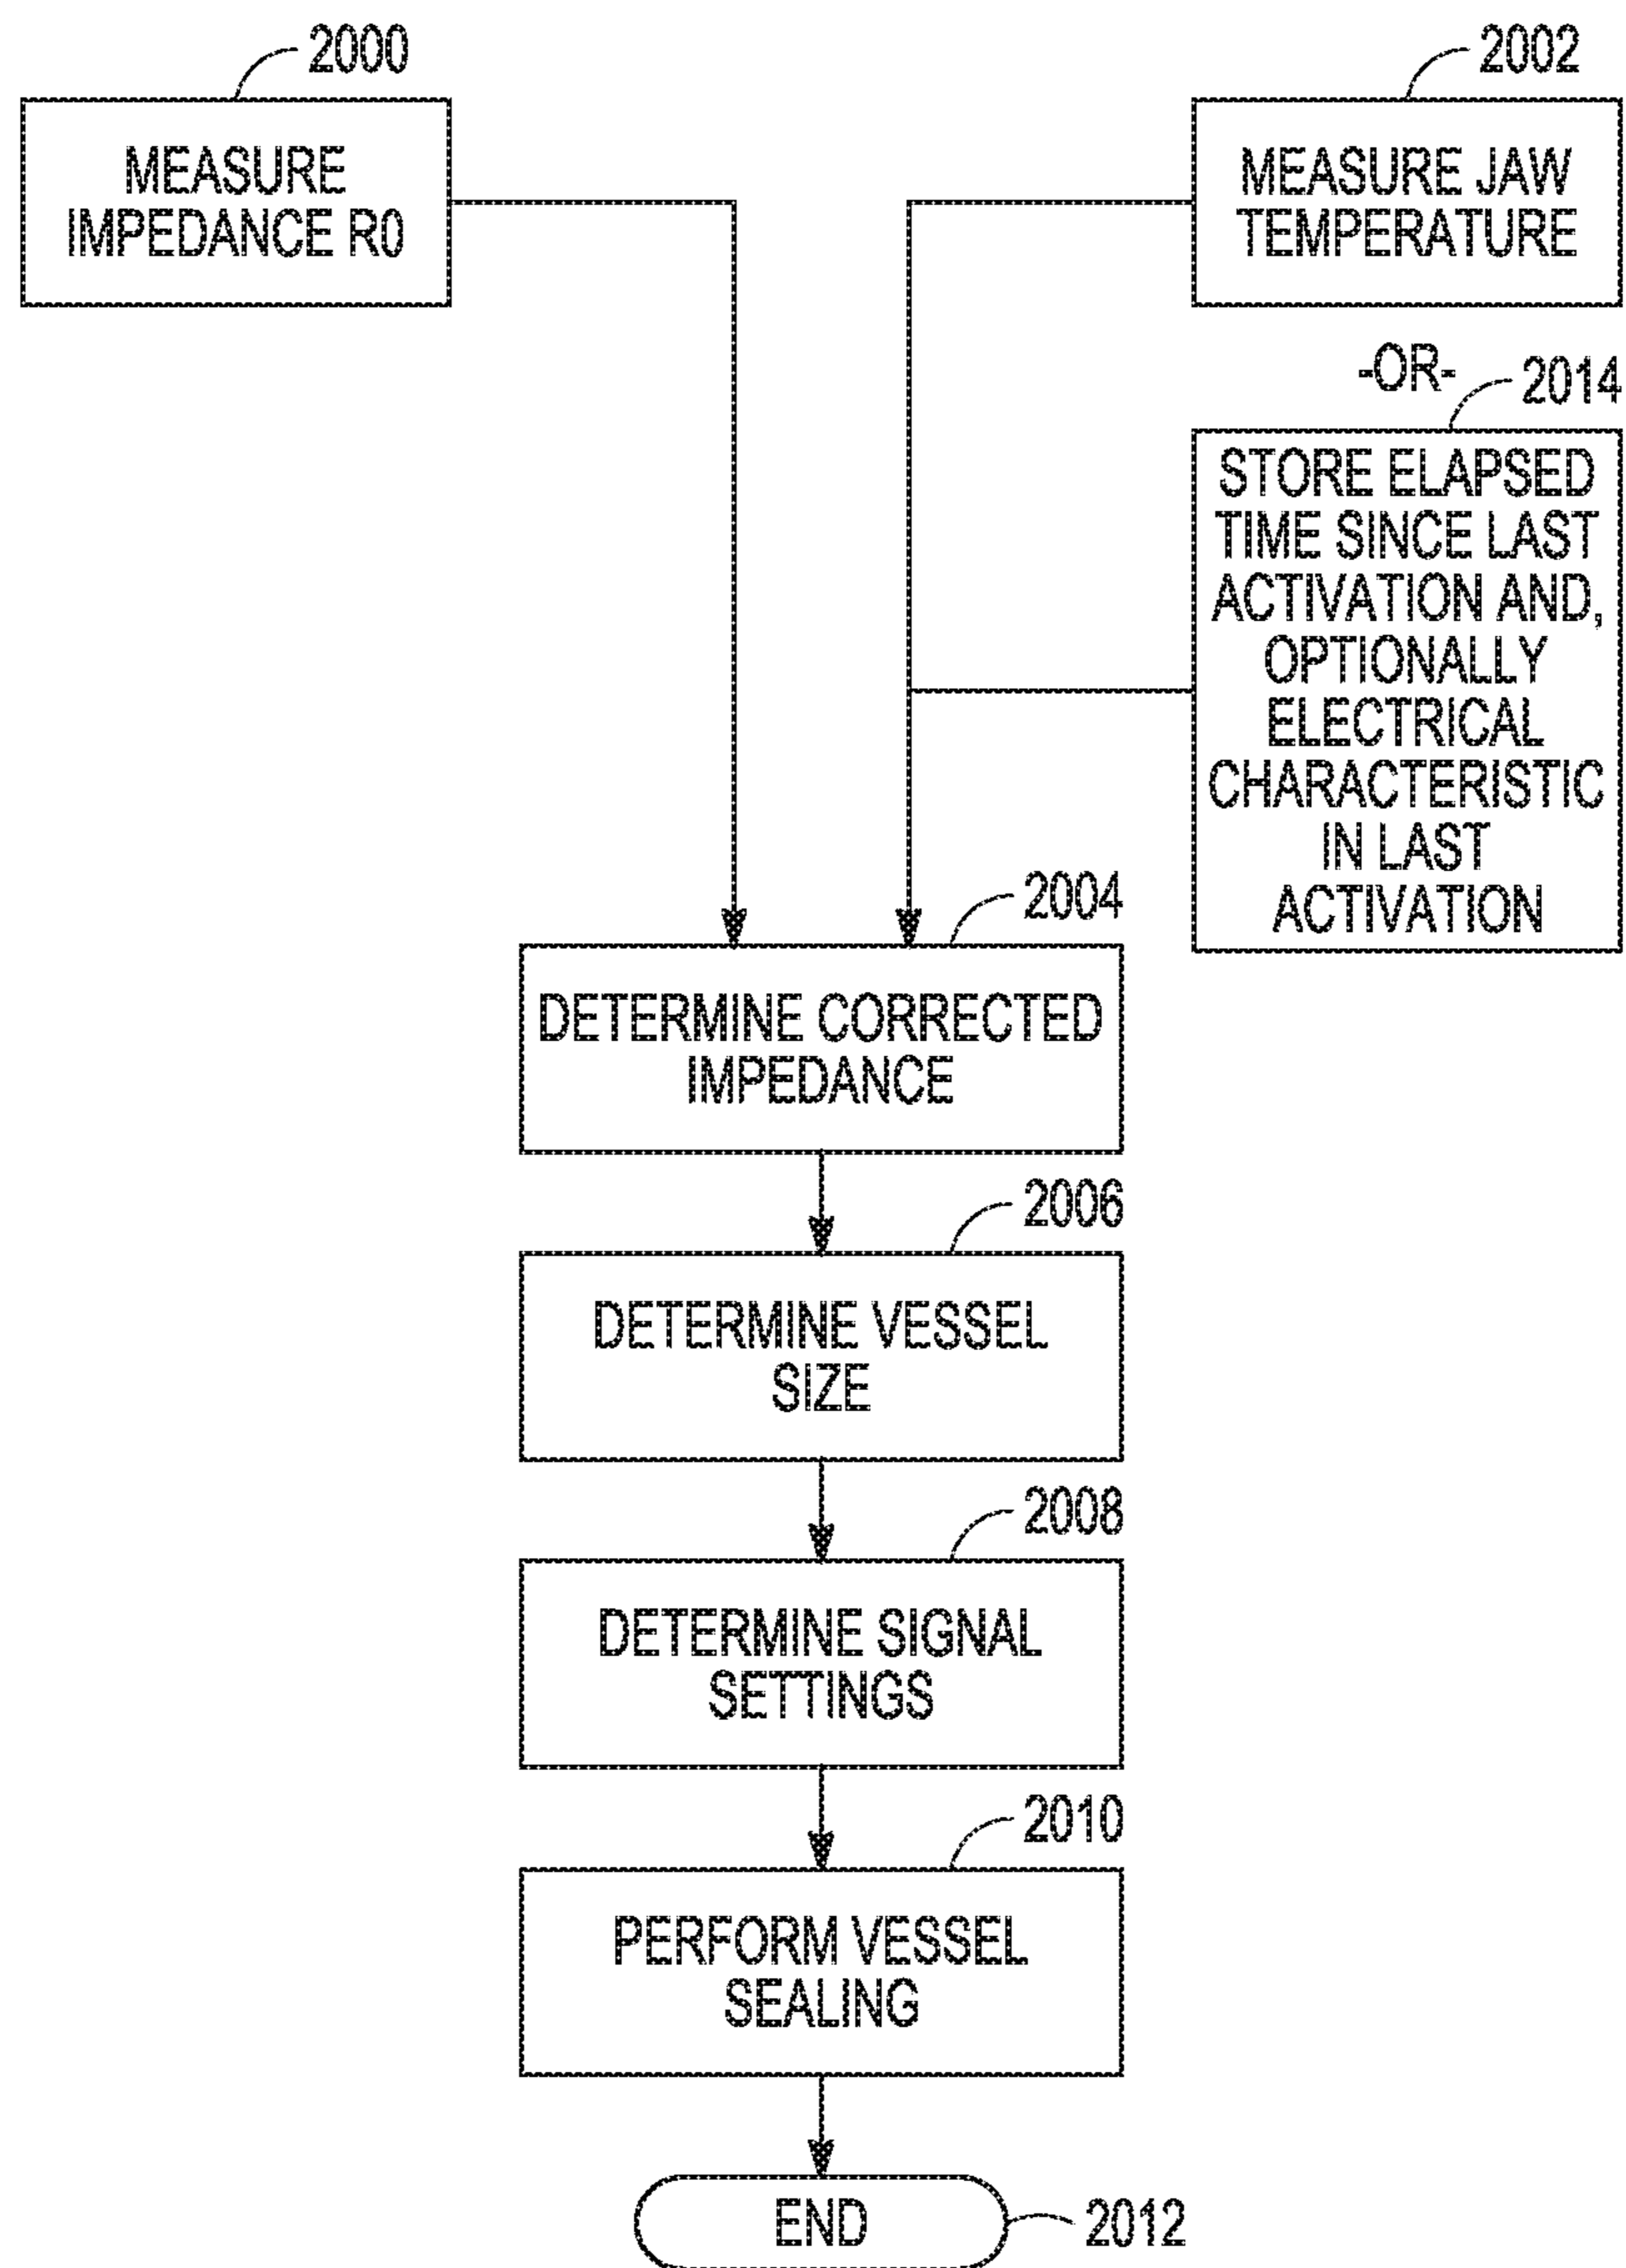 2000
MEASURE
IMPEDANCE R0
2002
MEASURE JAW
TEMPERATURE
-OR-
2014
STORE ELAPSED
TIME SINCE LAST
ACTIVATION AND,
OPTIONALLY
ELECTRICAL
CHARACTERISTIC
IN LAST
ACTIVATION
2004
DETERMINE CORRECTED
IMPEDANCE
2006
DETERMINE VESSEL
SIZE
2008
DETERMINE SIGNAL
SETTINGS
2010
PERFORM VESSEL
SEALING
END
2012